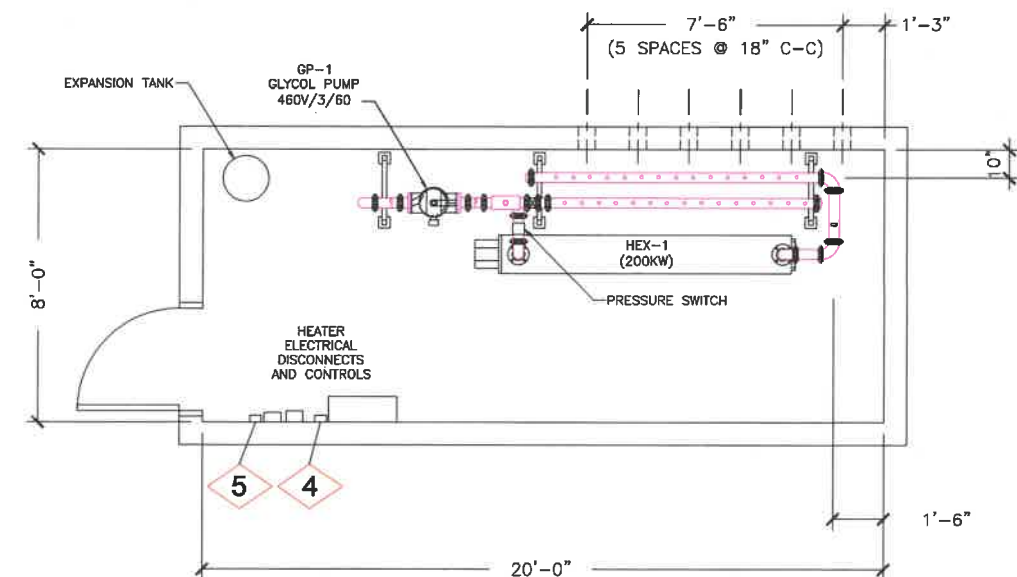 7'-6"
1'-3"
(5 SPACES @ 18" C-C)
GP-1
GLYCOL PUMP
460V/3/60
EXPANSION TANK
10"
8'-0"
HEX-1
(200KW)
PRESSURE SWITCH
HEATER
ELECTRICAL
DISCONNECTS
AND CONTROLS
5
4
1'-6"
20'-0"